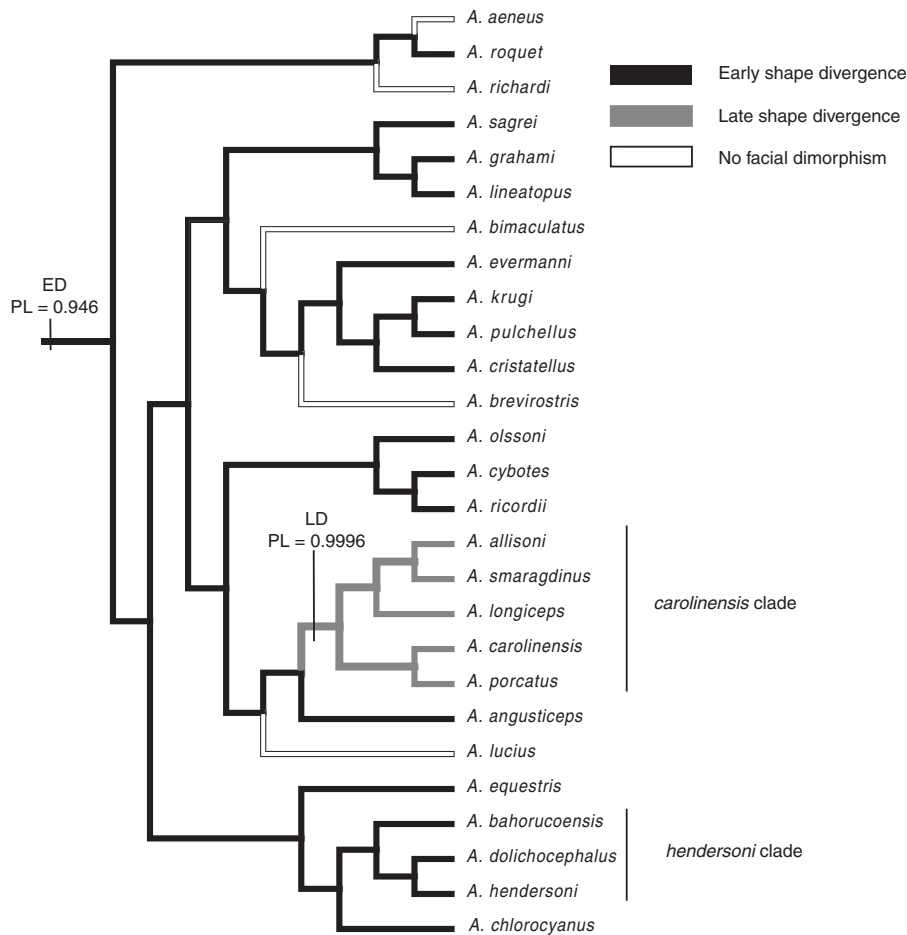 A. aeneus
A. roquet
A. richardi
A. sagrei
A. grahami
A. lineatopus
A. bimaculatus
A. evermanni
A. krugi
A. pulchellus
A. cristatellus
A. brevirostris
A. olssoni
A. cybotes
A. ricordii
A. allisoni
A. smaragdinus
A. longiceps
A. carolinensis
A. porcatus
A. angusticeps
A. lucius
A. equestris
A. bahorucoensis
A. dolichocephalus
A. hendersoni
A. chlorocyanus
Early shape divergence
Late shape divergence
No facial dimorphism
ED
PL = 0.946
LD
PL = 0.9996
carolinensis clade
hendersoni clade